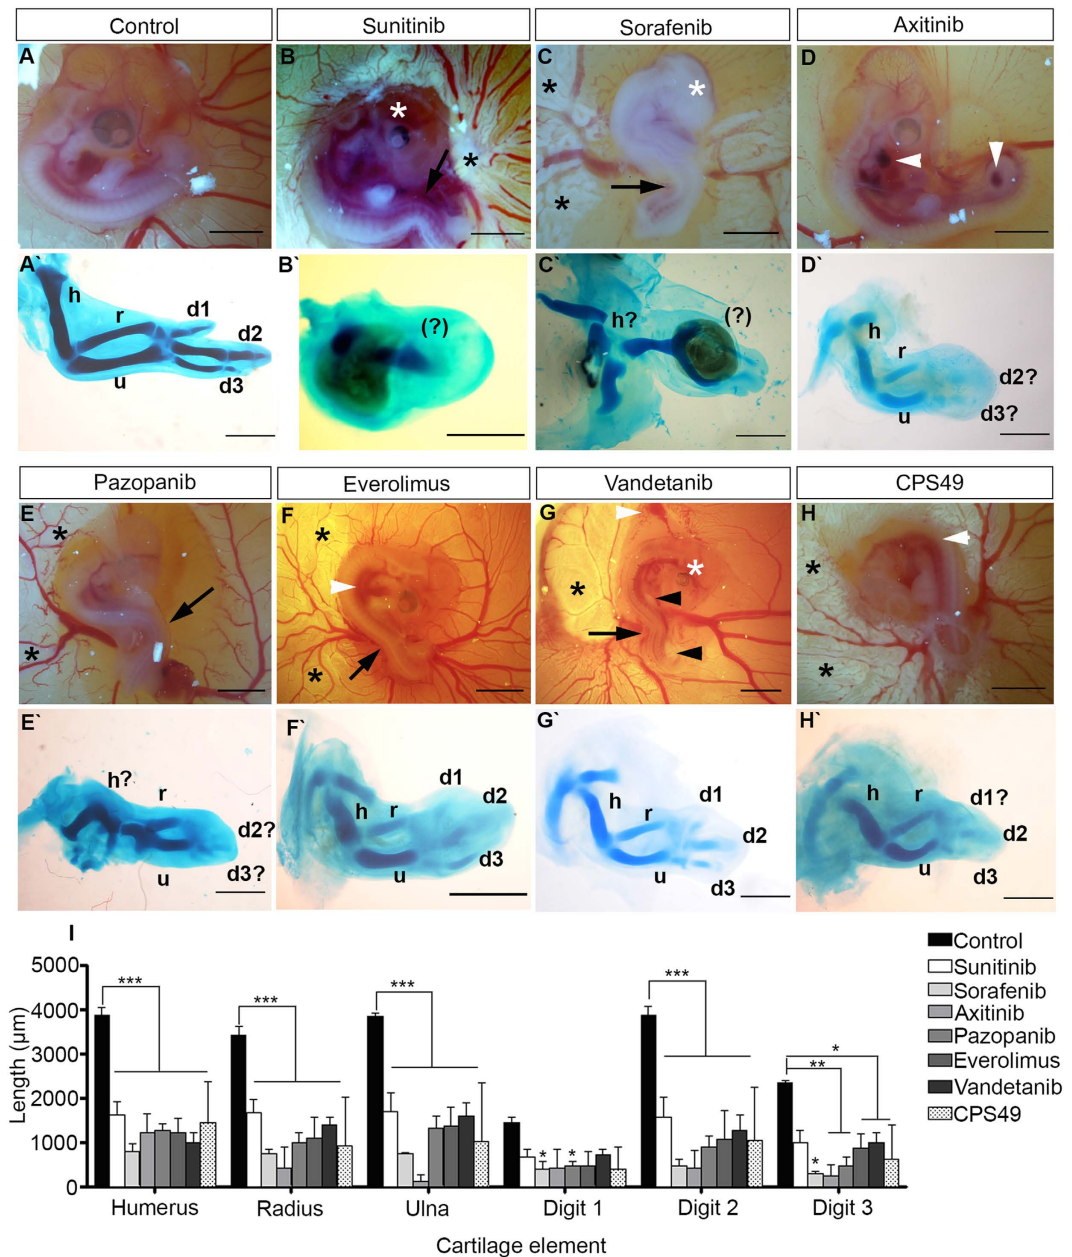 Control Sunitinib Sorafenib Axitinib
A B C D
* * * * *
A` B` C` D`
h r d1 d2 u d3
(?)
h? (?)
h r d2? u d3?
Pazopanib Everolimus Vandetanib CPS49
E F G H
* * * * * * * *
E` F` G` H`
h? r d2? d3? u
d1 d2 h r d3 u
d1 h r d2 u d3
h r d1? d2 u d3
I
Length (µm)
5000
4000
3000
2000
1000
0
*** *** *** * * *** * ** *
Humerus Radius Ulna Digit 1 Digit 2 Digit 3
Cartilage element
Control
Sunitinib
Sorafenib
Axitinib
Pazopanib
Everolimus
Vandetanib
CPS49